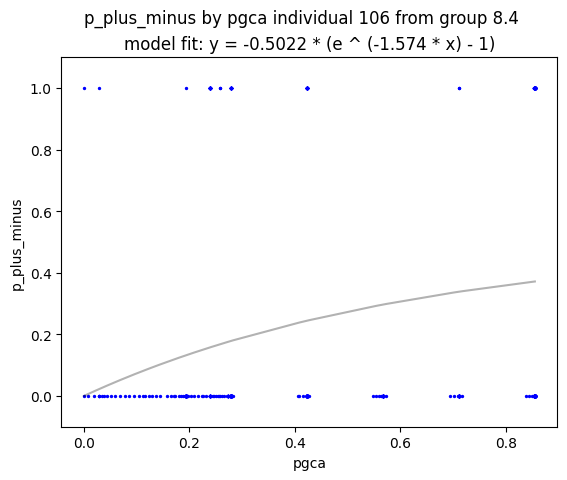 p_plus_minus by pgca individual 106 from group 8.4
model fit: y = -0.5022 * (e ^ (-1.574 * x) - 1)
1.0
0.8
0.6
0.4
0.2
0.0
p_plus_minus
0.0 0.2 0.4 0.6 0.8
pgca